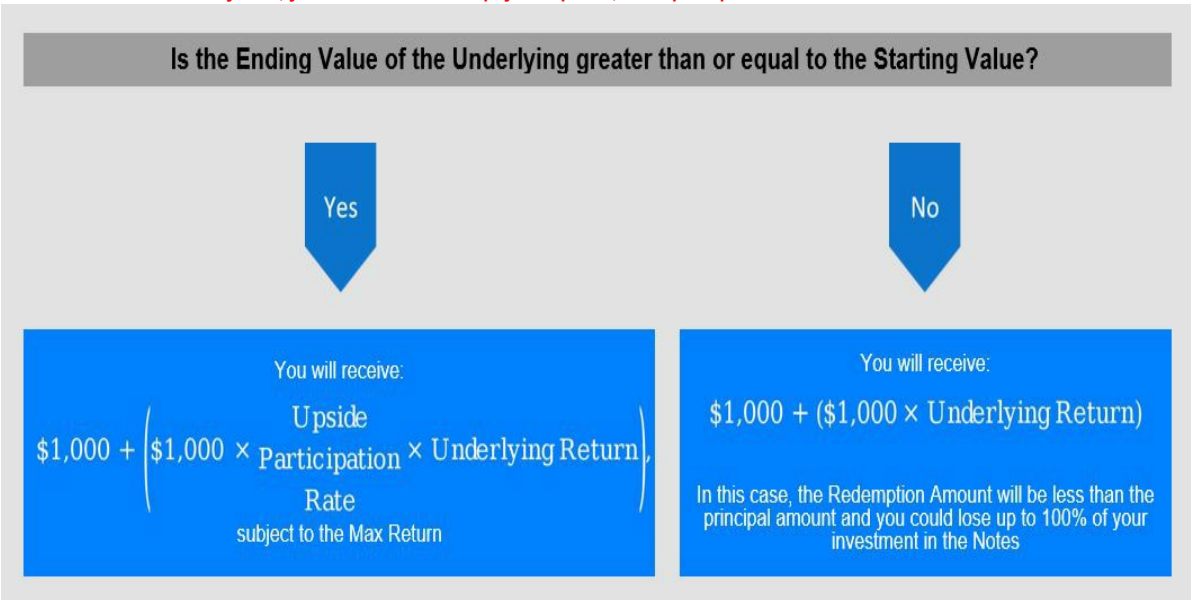 Is the Ending Value of the Underlying greater than or equal to the Starting Value?
Yes
No
You will receive:
$1,000 + ($1,000 × Upside Participation Rate × Underlying Return),
subject to the Max Return
You will receive:
$1,000 + ($1,000 × Underlying Return)
In this case, the Redemption Amount will be less than the
principal amount and you could lose up to 100% of your
investment in the Notes